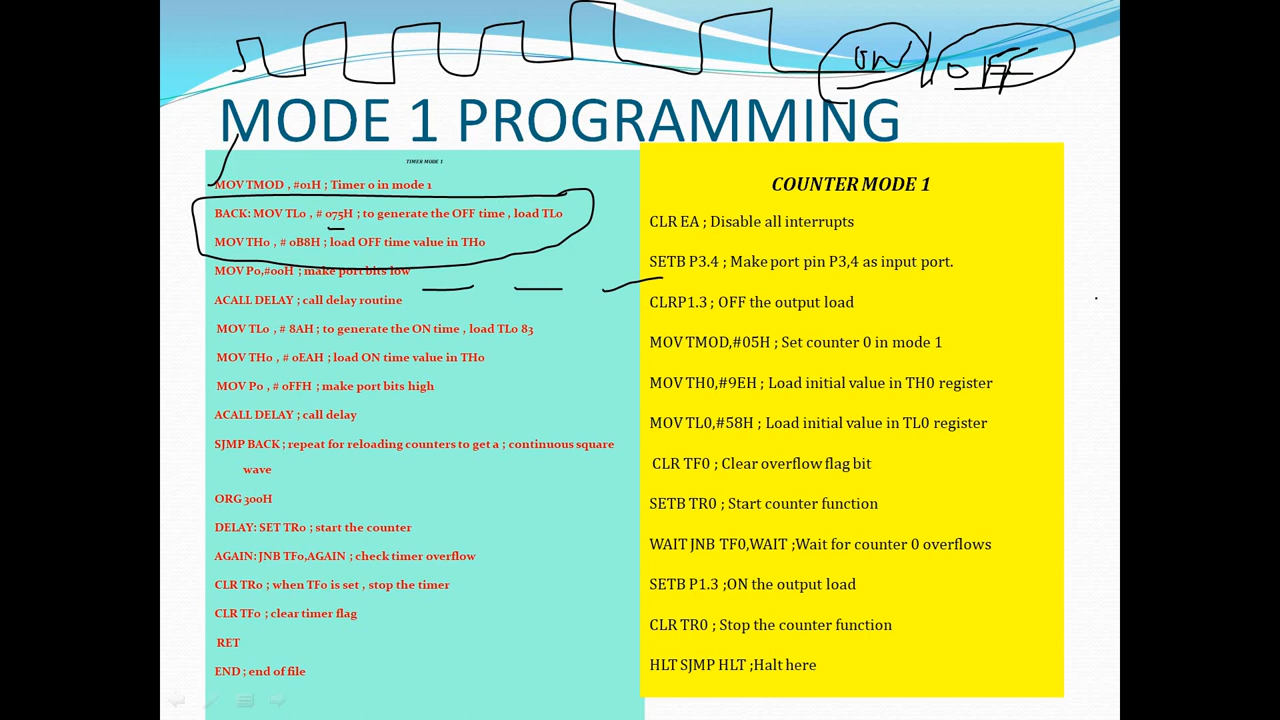 ON/OFF
MODE 1 PROGRAMMING
TIMER MODE 1
MOV TMOD , #01H ; Timer 0 in mode 1
BACK: MOV TL0 , # 075H ; to generate the OFF time , load TL0
MOV TH0 , # 0B8H ; load OFF time value in TH0
MOV P0,#00H ; make port bits low
ACALL DELAY ; call delay routine
MOV TL0 , # 8AH ; to generate the ON time , load TL0 83
MOV TH0 , # 0EAH ; load ON time value in TH0
MOV P0 , # 0FFH ; make port bits high
ACALL DELAY ; call delay
SJMP BACK ; repeat for reloading counters to get a ; continuous square
wave
ORG 300H
DELAY: SET TR0 ; start the counter
AGAIN: JNB TF0,AGAIN ; check timer overflow
CLR TR0 ; when TF0 is set , stop the timer
CLR TF0 ; clear timer flag
RET
END ; end of file
COUNTER MODE 1
CLR EA ; Disable all interrupts
SETB P3.4 ; Make port pin P3,4 as input port.
CLRP1.3 ; OFF the output load
MOV TMOD,#05H ; Set counter 0 in mode 1
MOV TH0,#9EH ; Load initial value in TH0 register
MOV TL0,#58H ; Load initial value in TL0 register
CLR TF0 ; Clear overflow flag bit
SETB TR0 ; Start counter function
WAIT JNB TF0,WAIT ;Wait for counter 0 overflows
SETB P1.3 ;ON the output load
CLR TR0 ; Stop the counter function
HLT SJMP HLT ;Halt here